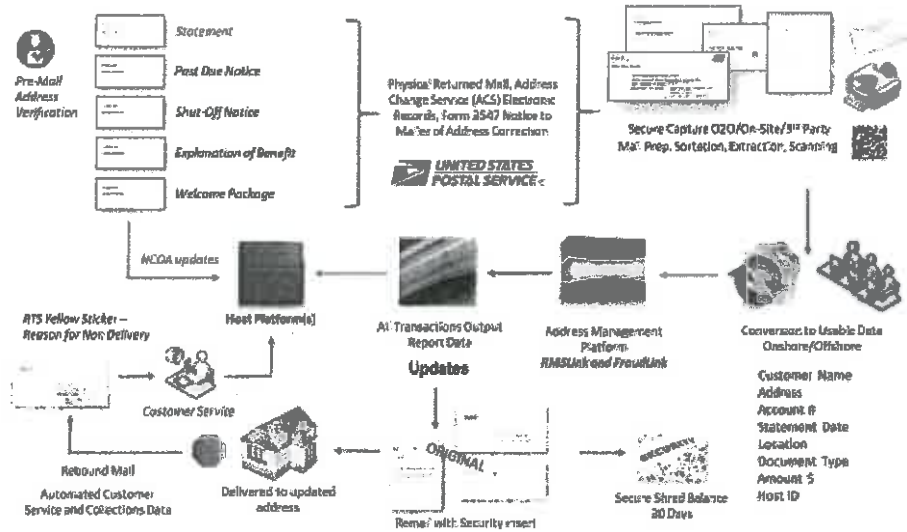 Pre-Mail
Address
Verification
Statement
Past Due Notice
Shut-Off Notice
Explanation of Benefit
Welcome Package
Physical Returned Mail, Address
Change Service (ACS) Electronic
Records, Form 3547 Notice to
Mailer of Address Correction
UNITED STATES
POSTAL SERVICE
Secure Capture O2O/On-Site/3rd Party
Mail Prep, Sortation, Extraction, Scanning
NCOA updates
Host Platform(s)
All Transactions Output
Report Data
Updates
Address Management
Platform
RMSLink and FraudLink
Conversion to Usable Data
Onshore/Offshore
Customer Name
Address
Account #
Statement Date
Location
Document Type
Amount $
Host ID
RTS Yellow Sticker –
Reason for Non Delivery
Customer Service
Rebound Mail
Automated Customer
Service and Collections Data
Delivered to updated
address
ORIGINAL
Remail with Security Insert
SECURITY
Secure Shred Balance
30 Days